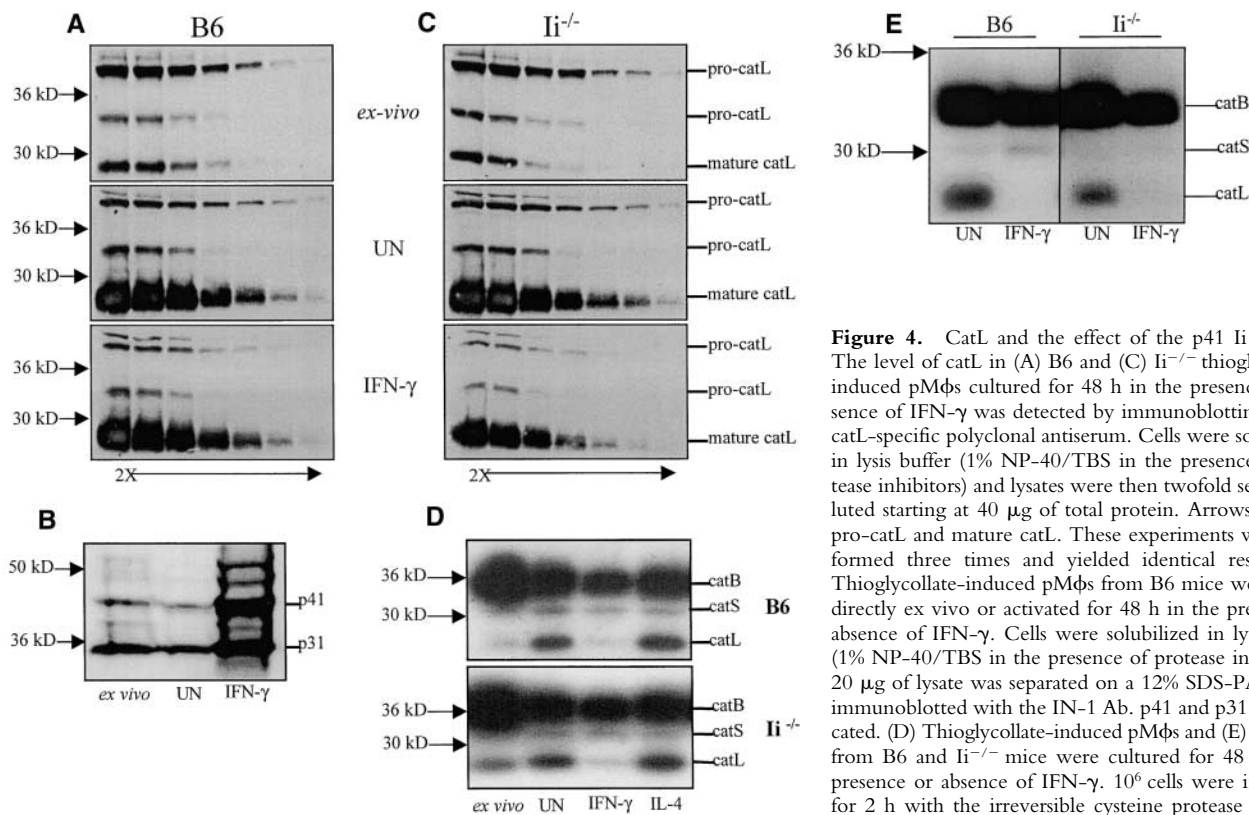 A
B6
36 kD
30 kD
36 kD
30 kD
36 kD
30 kD
2X
C
Ii-/-
ex-vivo
UN
IFN-γ
pro-catL
pro-catL
mature catL
pro-catL
pro-catL
mature catL
pro-catL
pro-catL
mature catL
2X
B
50 kD
36 kD
p41
p31
ex vivo UN IFN-γ
D
36 kD
30 kD
catB
catS
catL
B6
36 kD
30 kD
catB
catS
catL
Ii -/-
ex vivo UN IFN-γ IL-4
E
B6 Ii-/-
36 kD
30 kD
catB
catS
catL
UN IFN-γ UN IFN-γ
Figure 4. CatL and the effect of the p41 Ii
The level of catL in (A) B6 and (C) Ii−/− thiogl
induced pMϕs cultured for 48 h in the presenc
sence of IFN-γ was detected by immunoblottin
catL-specific polyclonal antiserum. Cells were so
in lysis buffer (1% NP-40/TBS in the presence
tease inhibitors) and lysates were then twofold se
luted starting at 40 μg of total protein. Arrows
pro-catL and mature catL. These experiments w
formed three times and yielded identical res
Thioglycollate-induced pMϕs from B6 mice we
directly ex vivo or activated for 48 h in the pre
absence of IFN-γ. Cells were solubilized in ly
(1% NP-40/TBS in the presence of protease in
20 μg of lysate was separated on a 12% SDS-PA
immunoblotted with the IN-1 Ab. p41 and p31
cated. (D) Thioglycollate-induced pMϕs and (E)
from B6 and Ii−/− mice were cultured for 48
presence or absence of IFN-γ. 10⁶ cells were i
for 2 h with the irreversible cysteine protease